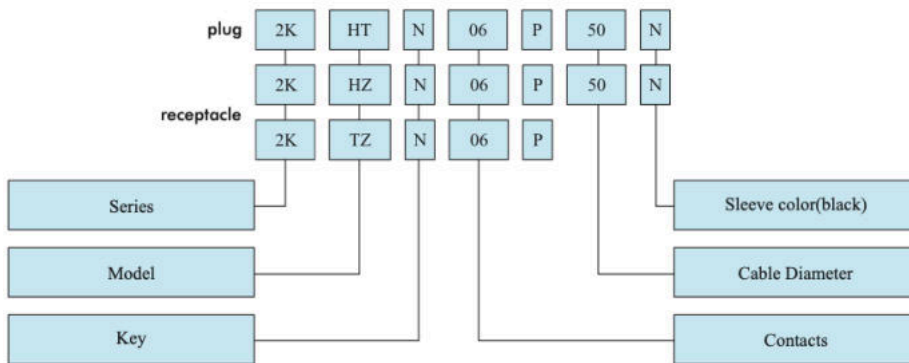 plug 2K HT N 06 P 50 N
2K HZ N 06 P 50 N
receptacle
2K TZ N 06 P
Series
Sleeve color(black)
Model
Cable Diameter
Key
Contacts